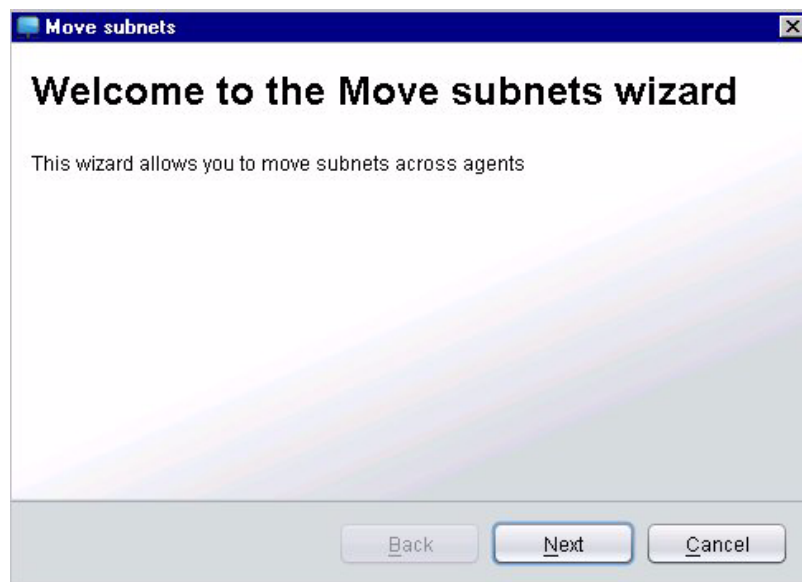 Move subnets
Welcome to the Move subnets wizard
This wizard allows you to move subnets across agents
Back Next Cancel